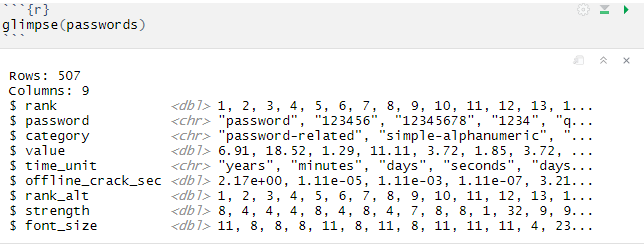 ```{r}
glimpse(passwords)
```
Rows: 507
Columns: 9
$ rank <dbl> 1, 2, 3, 4, 5, 6, 7, 8, 9, 10, 11, 12, 13, 1...
$ password <chr> "password", "123456", "12345678", "1234", "q...
$ category <chr> "password-related", "simple-alphanumeric", "...
$ value <dbl> 6.91, 18.52, 1.29, 11.11, 3.72, 1.85, 3.72, ...
$ time_unit <chr> "years", "minutes", "days", "seconds", "days...
$ offline_crack_sec <dbl> 2.17e+00, 1.11e-05, 1.11e-03, 1.11e-07, 3.21...
$ rank_alt <dbl> 1, 2, 3, 4, 5, 6, 7, 8, 9, 10, 11, 12, 13, 1...
$ strength <dbl> 8, 4, 4, 4, 8, 4, 8, 4, 7, 8, 8, 1, 32, 9, 9...
$ font_size <dbl> 11, 8, 8, 8, 11, 8, 11, 8, 11, 11, 11, 4, 23...